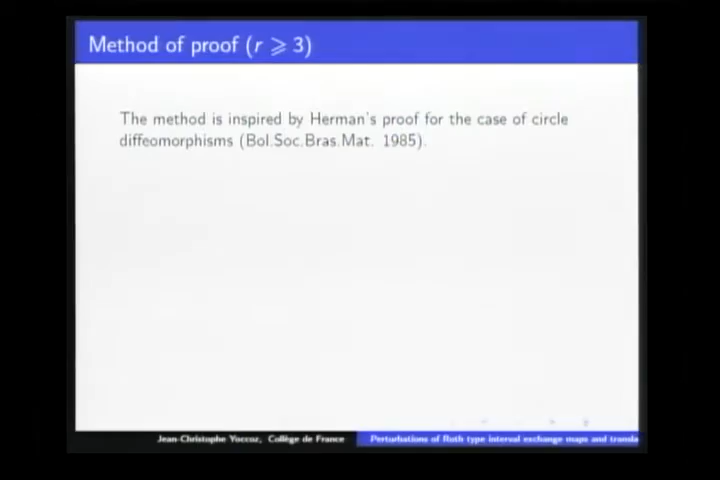 Method of proof (r ⩾ 3)
The method is inspired by Herman's proof for the case of circle
diffeomorphisms (Bol.Soc.Bras.Mat. 1985).
Jean-Christophe Yoccoz, Collège de France Perturbations of Roth type interval exchange maps and transla